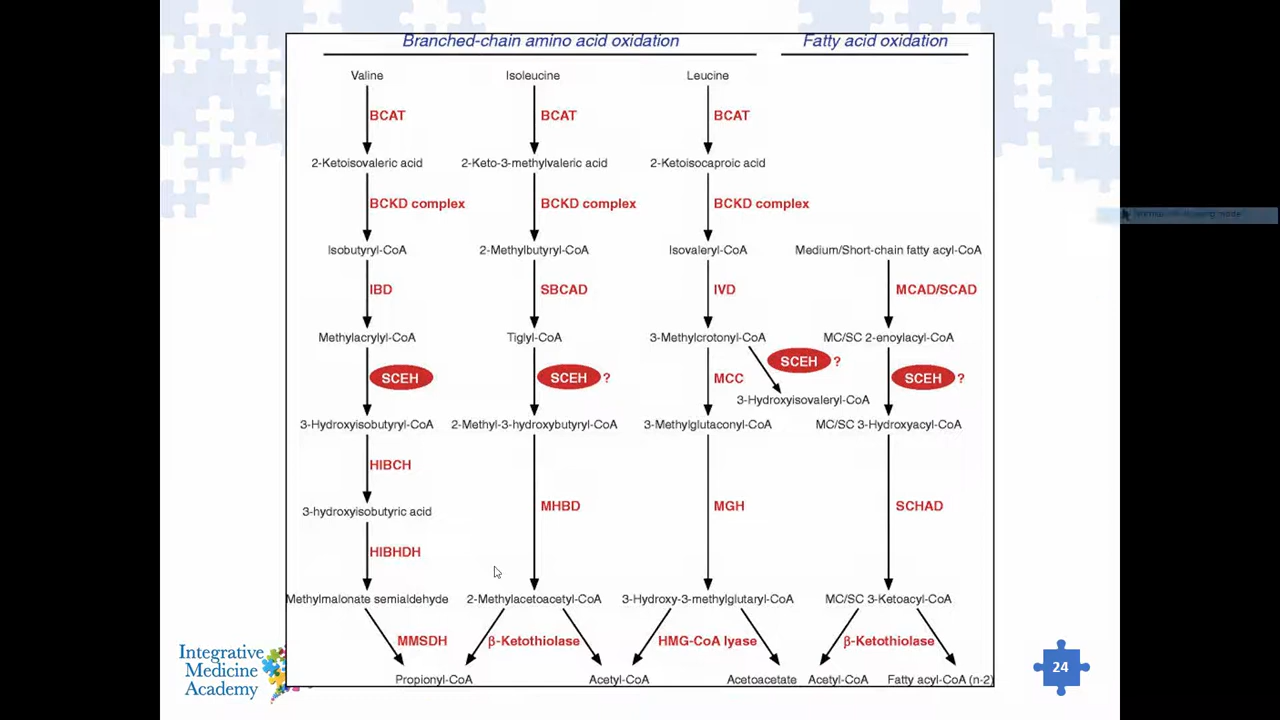 Branched-chain amino acid oxidation
Fatty acid oxidation
Valine
Isoleucine
Leucine
BCAT
BCAT
BCAT
2-Ketoisovaleric acid
2-Keto-3-methylvaleric acid
2-Ketoisocaproic acid
BCKD complex
BCKD complex
BCKD complex
Isobutyryl-CoA
2-Methylbutyryl-CoA
Isovaleryl-CoA
Medium/Short-chain fatty acyl-CoA
IBD
SBCAD
IVD
MCAD/SCAD
Methylacrylyl-CoA
Tiglyl-CoA
3-Methylcrotonyl-CoA
MC/SC 2-enoylacyl-CoA
SCEH ?
SCEH
SCEH ?
MCC
SCEH ?
3-Hydroxyisovaleryl-CoA
3-Hydroxyisobutyryl-CoA
2-Methyl-3-hydroxybutyryl-CoA
3-Methylglutaconyl-CoA
MC/SC 3-Hydroxyacyl-CoA
HIBCH
MHBD
MGH
SCHAD
3-hydroxyisobutyric acid
HIBHDH
Methylmalonate semialdehyde
2-Methylacetoacetyl-CoA
3-Hydroxy-3-methylglutaryl-CoA
MC/SC 3-Ketoacyl-CoA
MMSDH
β-Ketothiolase
HMG-CoA lyase
β-Ketothiolase
Propionyl-CoA
Acetyl-CoA
Acetoacetate
Acetyl-CoA
Fatty acyl-CoA (n-2)
Integrative
Medicine
Academy
24